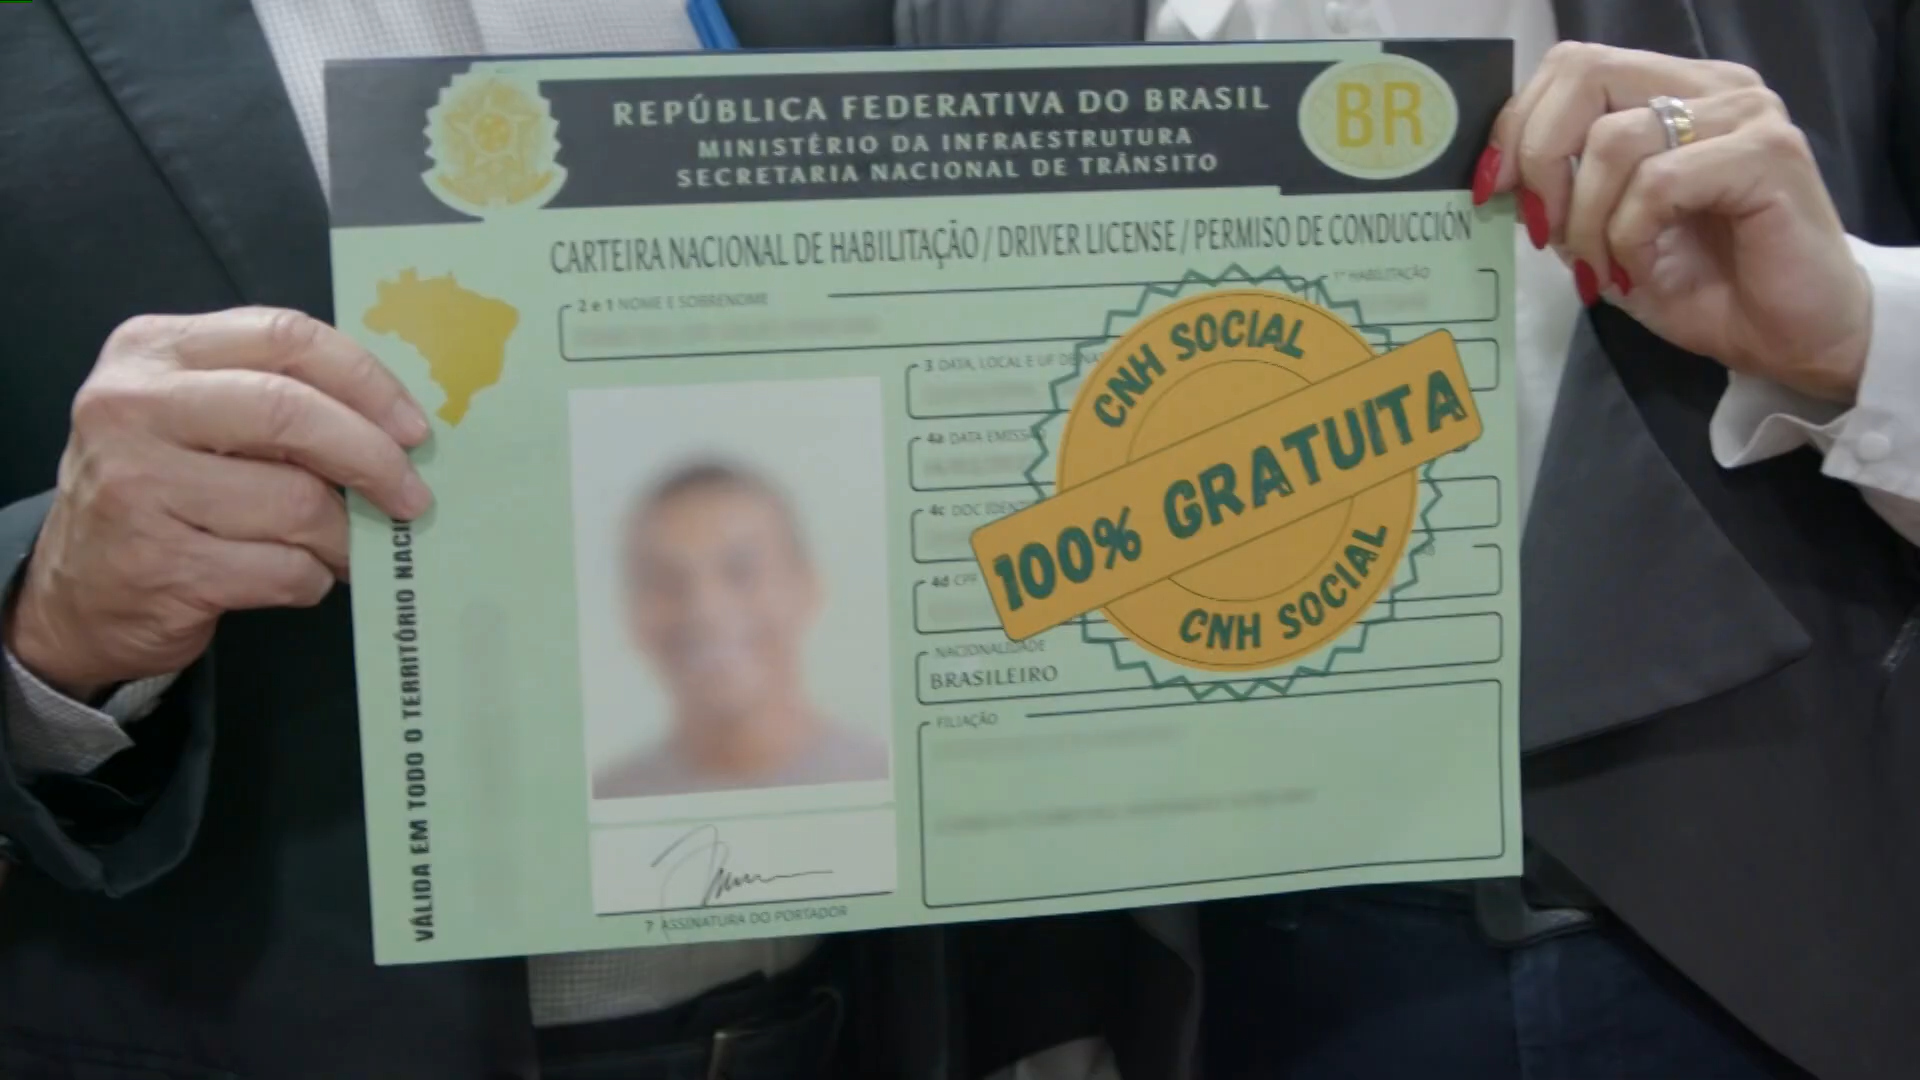 REPÚBLICA FEDERATIVA DO BRASIL
MINISTÉRIO DA INFRAESTRUTURA
SECRETARIA NACIONAL DE TRÂNSITO
BR
CARTEIRA NACIONAL DE HABILITAÇÃO / DRIVER LICENSE / PERMISO DE CONDUCCIÓN
2 e 1 NOME E SOBRENOME
1ª HABILITAÇÃO
3 DATA, LOCAL E UF DE
4a DATA EMISSÃ
4c DOC IDENT
4d CPF
CNH SOCIAL
100% GRATUITA
CNH SOCIAL
NACIONALIDADE
BRASILEIRO
FILIAÇÃO
7 ASSINATURA DO PORTADOR
VÁLIDA EM TODO O TERRITÓRIO NACI